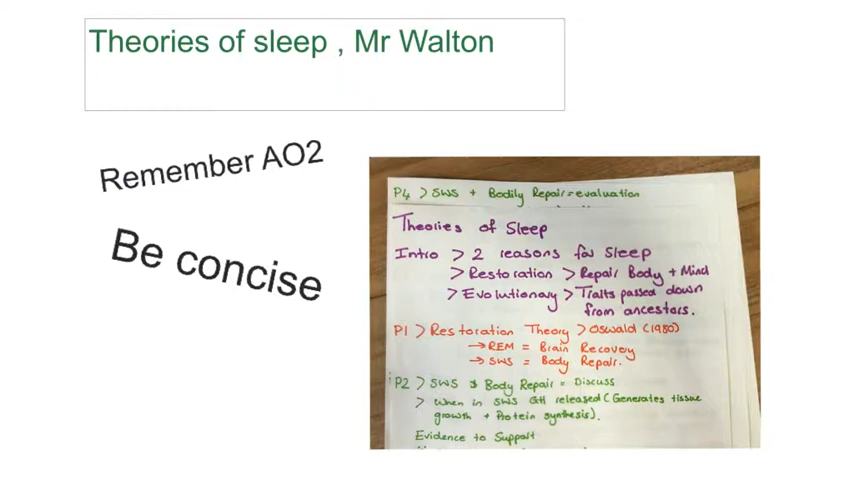 Theories of sleep , Mr Walton
Remember AO2
Be concise
P4 > SWS + Bodily Repair = evaluation
Theories of Sleep
Intro > 2 reasons for Sleep
> Restoration > Repair Body + Mind
> Evolutionary > Traits passed down
from ancestors.
P1 > Restoration Theory > Oswald (1980)
→ REM = Brain Recovery
→ SWS = Body Repair.
P2 > SWS & Body Repair = Discuss
> When in SWS GH released (Generates tissue
growth + Protein synthesis).
Evidence to Support